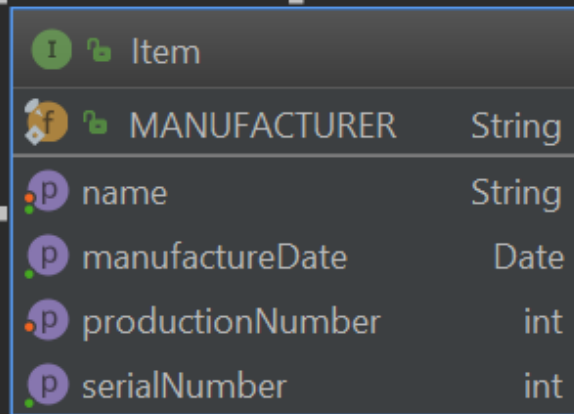 I Item
f MANUFACTURER String
p name String
p manufactureDate Date
p productionNumber int
p serialNumber int